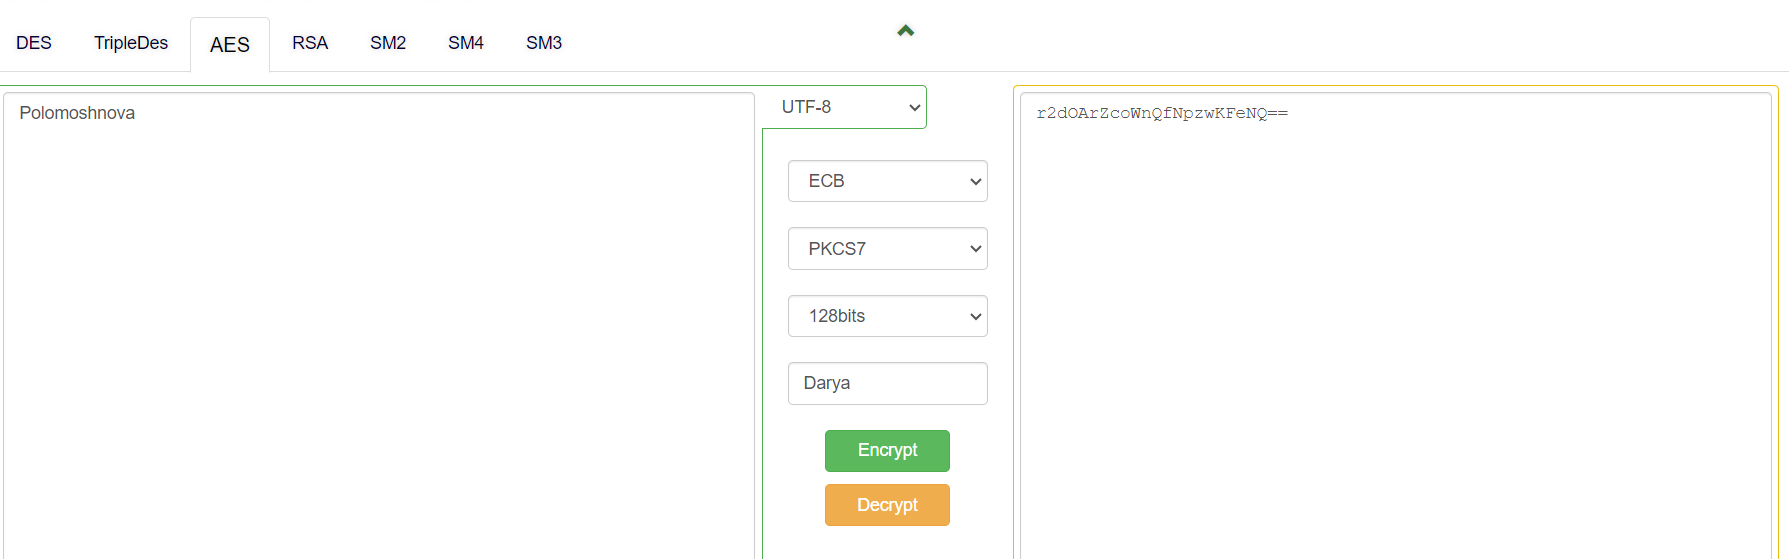 DES TripleDes AES RSA SM2 SM4 SM3
Polomoshnova
UTF-8
ECB
PKCS7
128bits
Darya
Encrypt
Decrypt
r2dOArZcoWnQfNpzwKFeNQ==